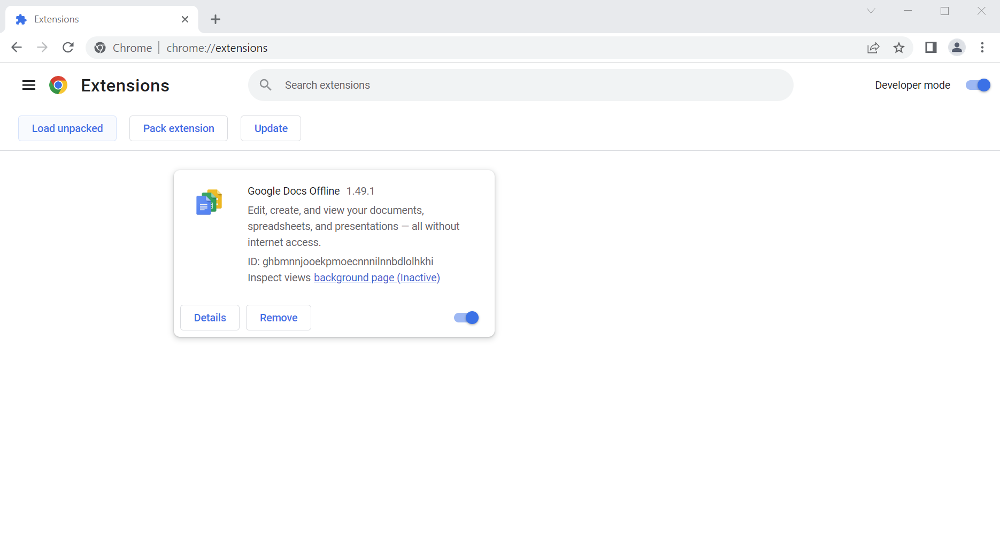 Extensions
Chrome | chrome://extensions
Extensions
Search extensions
Developer mode
Load unpacked
Pack extension
Update
Google Docs Offline 1.49.1
Edit, create, and view your documents,
spreadsheets, and presentations — all without
internet access.
ID: ghbmnnjooekpmoecnnnilnnbdlolhkhi
Inspect views background page (Inactive)
Details
Remove